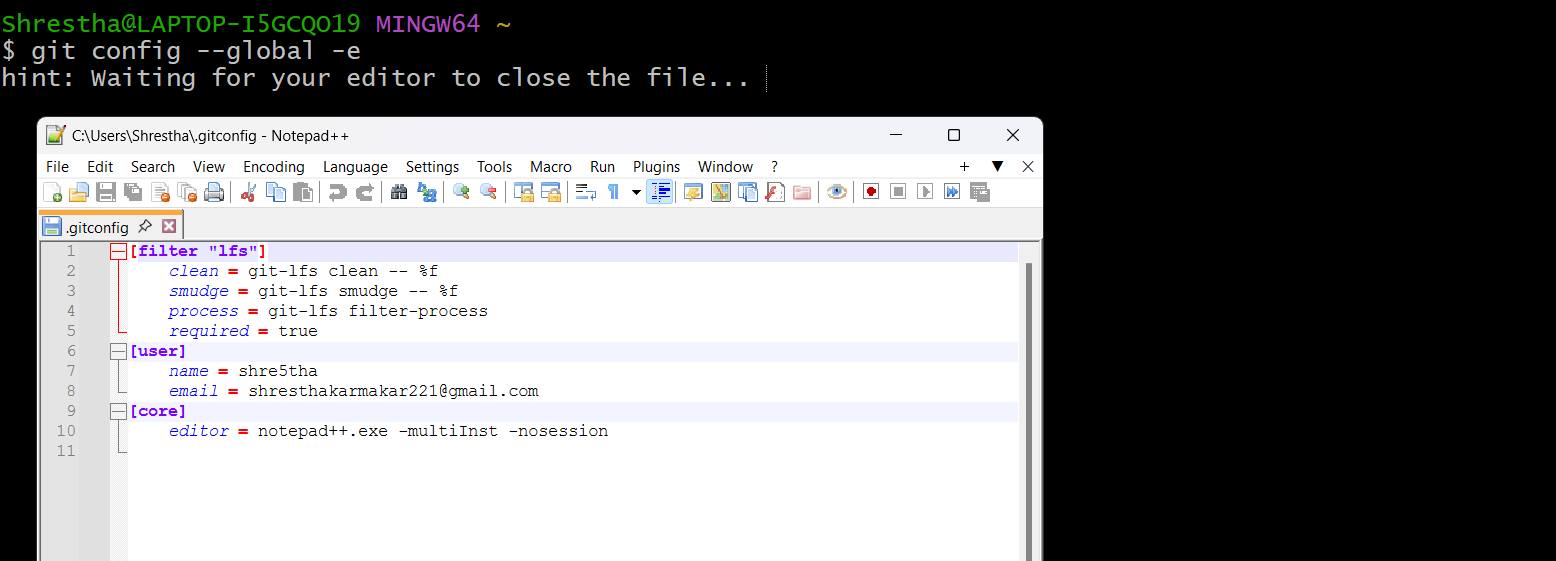 Shrestha@LAPTOP-I5GCQO19 MINGW64 ~
$ git config --global -e
hint: Waiting for your editor to close the file...
C:\Users\Shrestha\.gitconfig - Notepad++
File Edit Search View Encoding Language Settings Tools Macro Run Plugins Window ?
.gitconfig
1 [filter "lfs"]
2 clean = git-lfs clean -- %f
3 smudge = git-lfs smudge -- %f
4 process = git-lfs filter-process
5 required = true
6 [user]
7 name = shre5tha
8 email = shresthakarmakar221@gmail.com
9 [core]
10 editor = notepad++.exe -multiInst -nosession
11